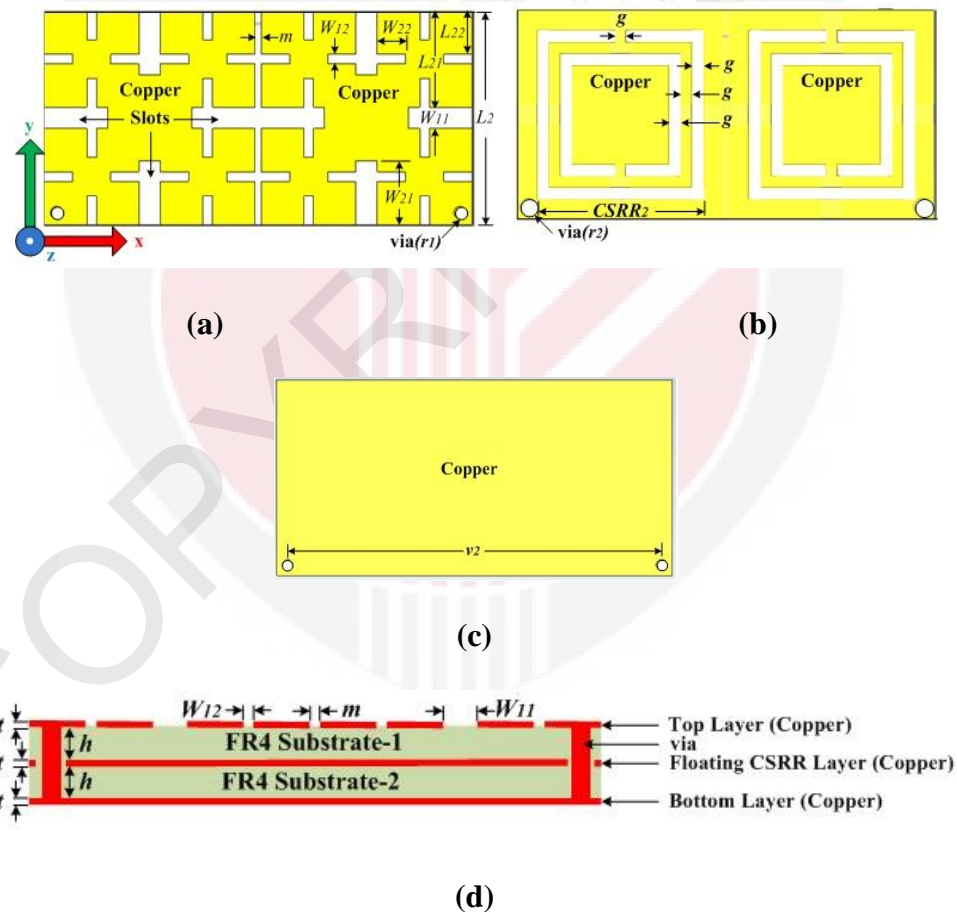 W12 m W22 L22
L21
Copper Copper
Slots W11 L2
W21
y
x
z
via(r1)
(a)
g
Copper Copper
g
g
g
CSRR2
via(r2)
(b)
Copper
v2
(c)
W12 m W11
t h FR4 Substrate-1
t h FR4 Substrate-2
t
Top Layer (Copper)
via
Floating CSRR Layer (Copper)
Bottom Layer (Copper)
(d)